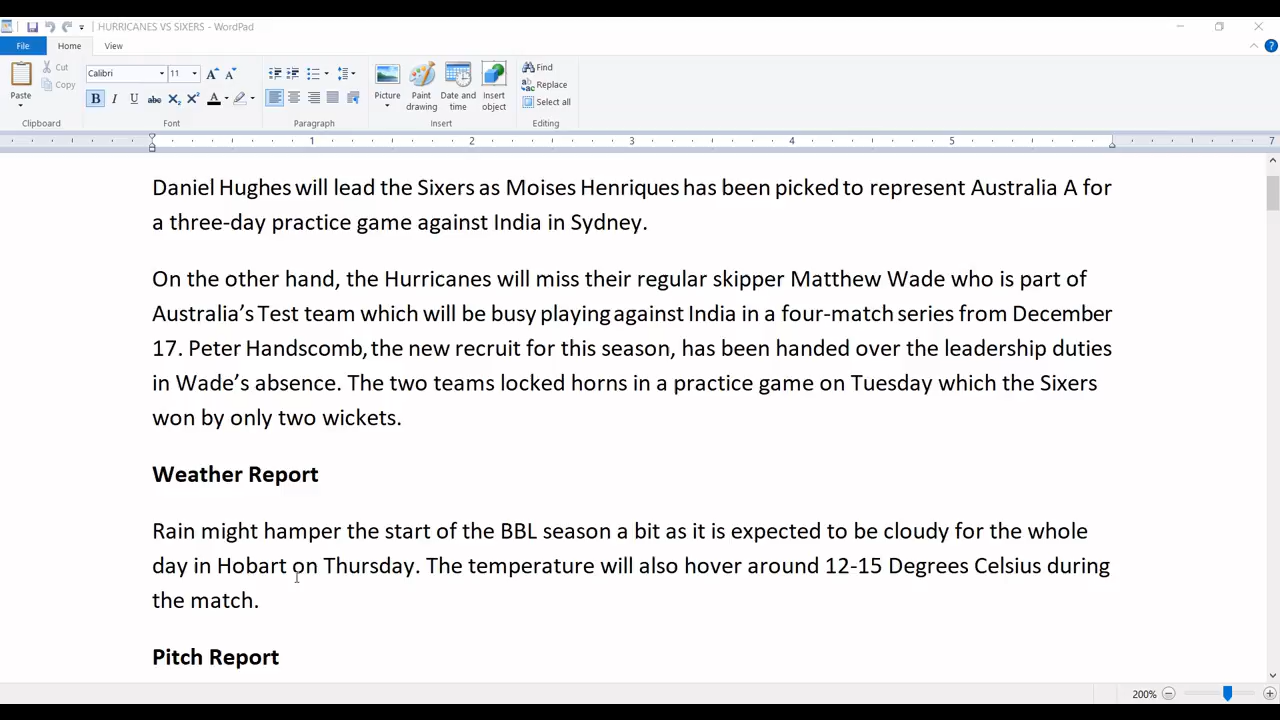 HURRICANES VS SIXERS - WordPad
File Home View
Paste Cut Copy Clipboard
Calibri 11 Font
Paragraph
Picture Paint drawing Date and time Insert object Insert
Find Replace Select all Editing
1 2 3 4 5 7
Daniel Hughes will lead the Sixers as Moises Henriques has been picked to represent Australia A for
a three-day practice game against India in Sydney.
On the other hand, the Hurricanes will miss their regular skipper Matthew Wade who is part of
Australia’s Test team which will be busy playing against India in a four-match series from December
17. Peter Handscomb, the new recruit for this season, has been handed over the leadership duties
in Wade’s absence. The two teams locked horns in a practice game on Tuesday which the Sixers
won by only two wickets.
Weather Report
Rain might hamper the start of the BBL season a bit as it is expected to be cloudy for the whole
day in Hobart on Thursday. The temperature will also hover around 12-15 Degrees Celsius during
the match.
Pitch Report
200%